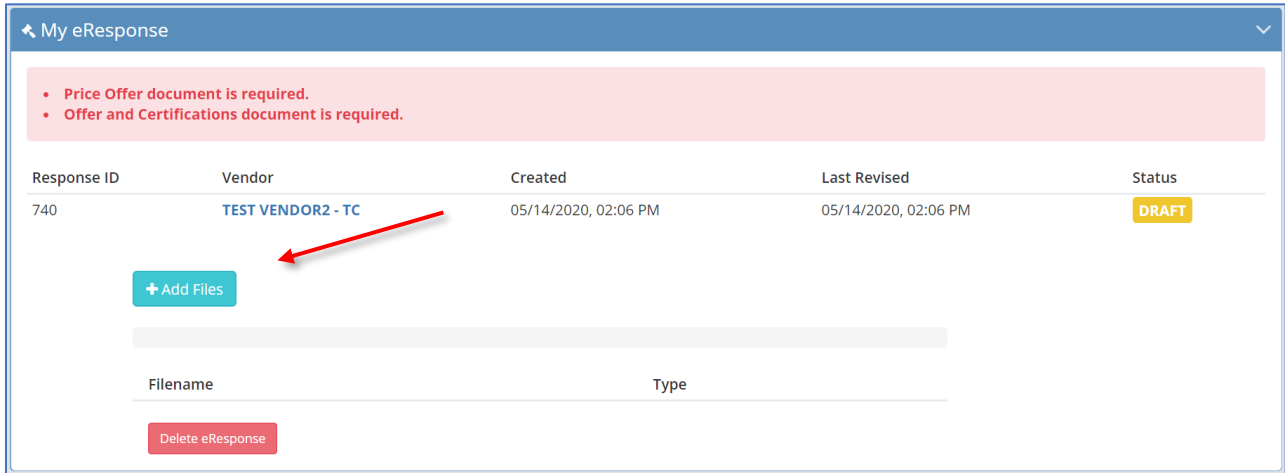 My eResponse
Price Offer document is required.
Offer and Certifications document is required.
Response ID Vendor Created Last Revised Status
740 TEST VENDOR2 - TC 05/14/2020, 02:06 PM 05/14/2020, 02:06 PM DRAFT
Add Files
Filename Type
Delete eResponse